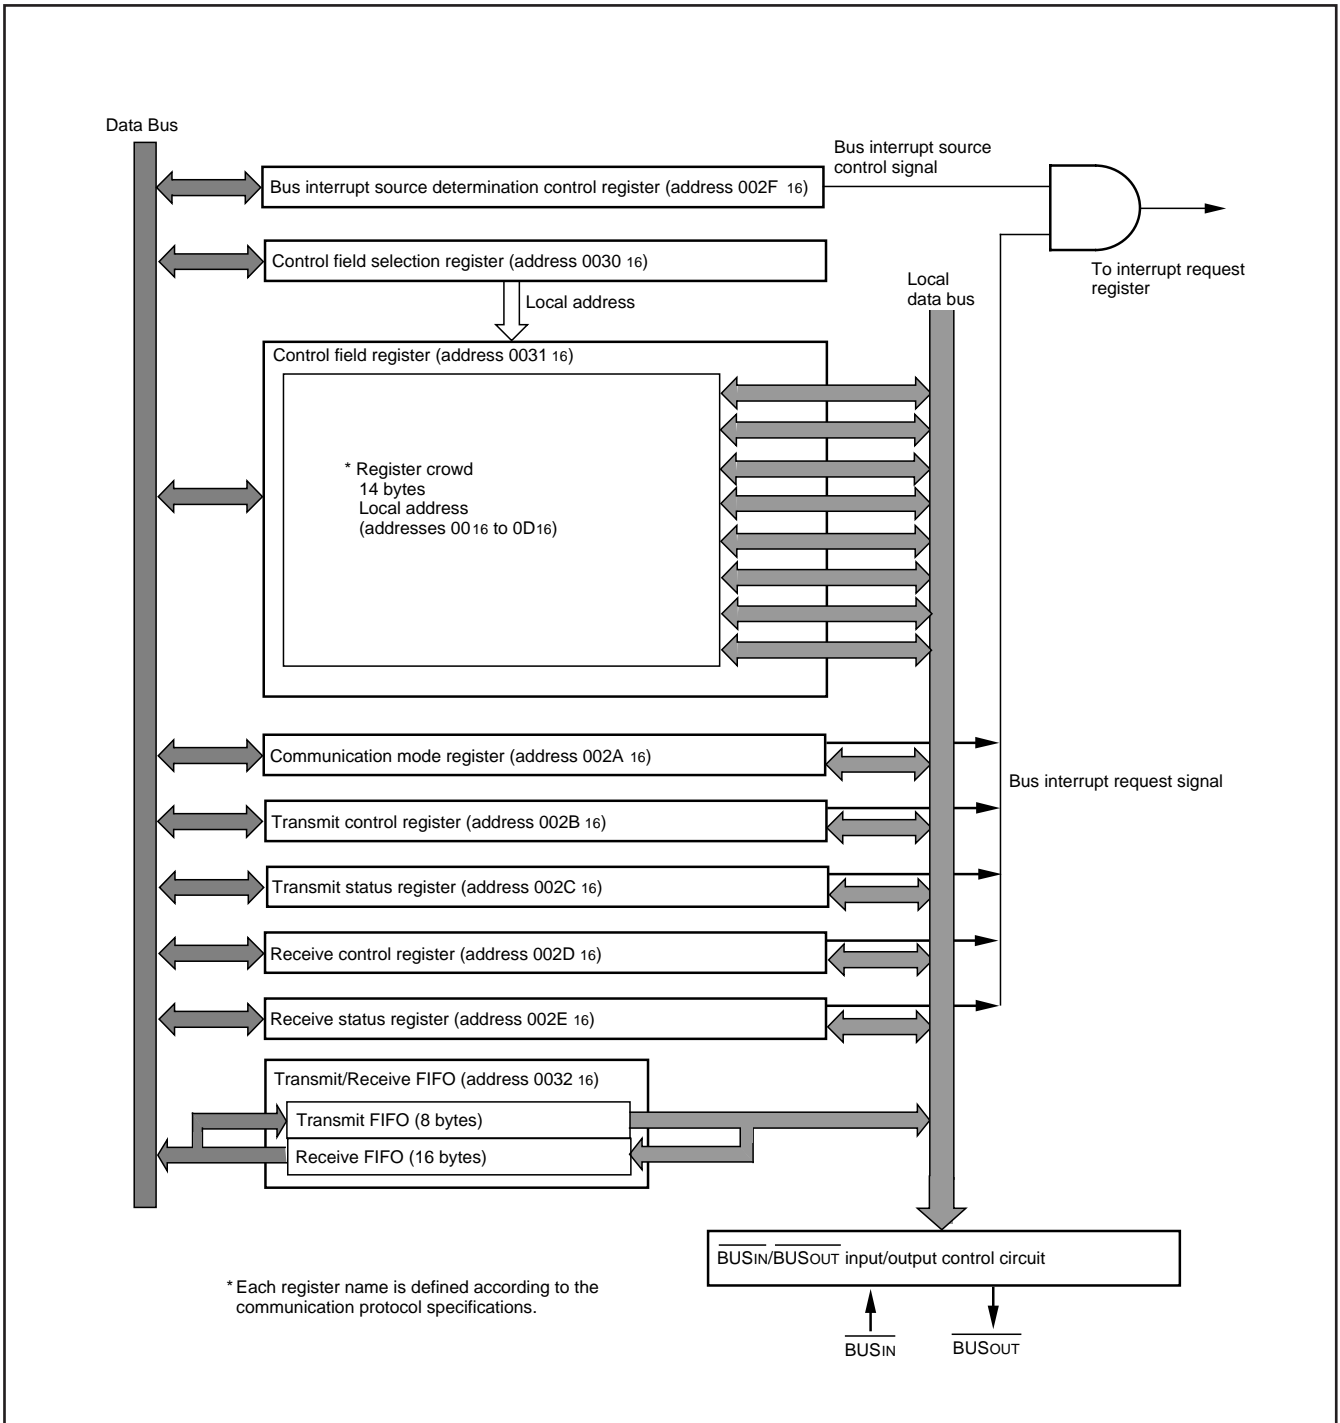 Data Bus
Bus interrupt source
control signal
Bus interrupt source determination control register (address 002F 16)
Control field selection register (address 0030 16)
To interrupt request
register
Local
data bus
Local address
Control field register (address 0031 16)
* Register crowd
14 bytes
Local address
(addresses 0016 to 0D16)
Communication mode register (address 002A 16)
Bus interrupt request signal
Transmit control register (address 002B 16)
Transmit status register (address 002C 16)
Receive control register (address 002D 16)
Receive status register (address 002E 16)
Transmit/Receive FIFO (address 0032 16)
Transmit FIFO (8 bytes)
Receive FIFO (16 bytes)
BUSIN/BUSOUT input/output control circuit
* Each register name is defined according to the
communication protocol specifications.
BUSIN
BUSOUT